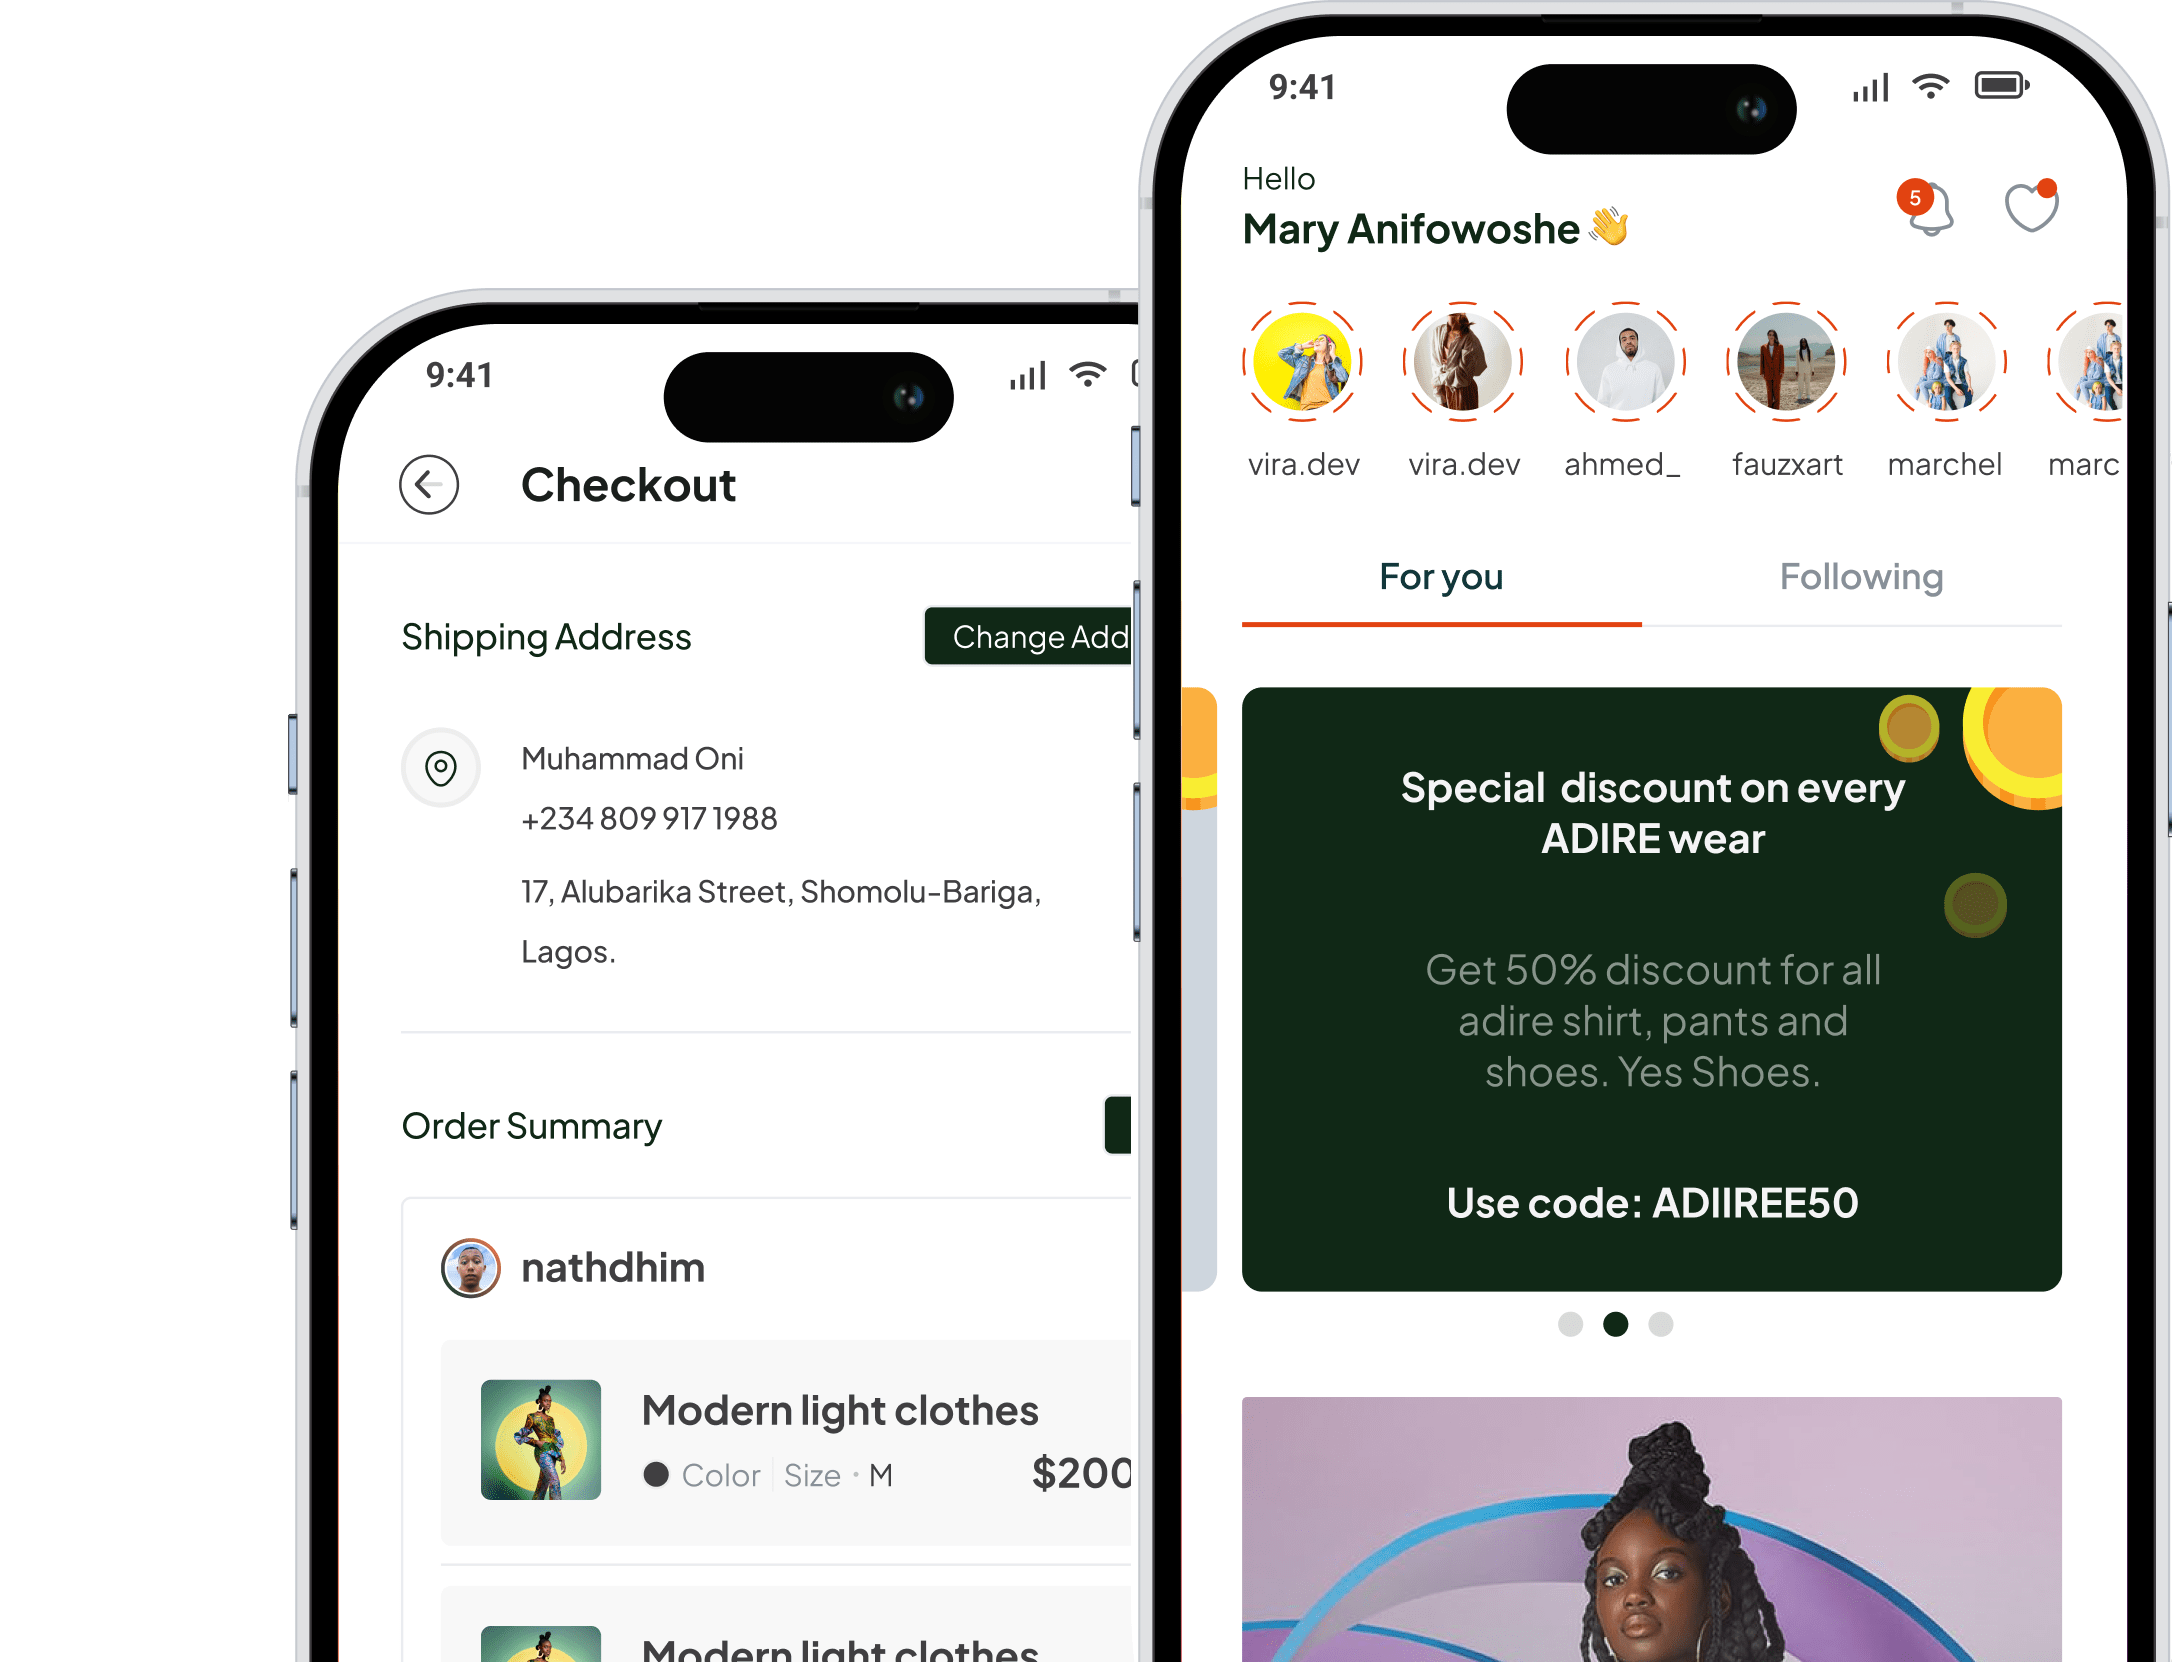 9:41
Checkout
Shipping Address
Change Add
Muhammad Oni
+234 809 917 1988
17, Alubarika Street, Shomolu-Bariga,
Lagos.
Order Summary
nathdhim
Modern light clothes
Color Size • M
$200
Modern light clothes
9:41
Hello
Mary Anifowoshe 👋
5
vira.dev vira.dev ahmed_ fauzxart marchel marc
For you Following
Special discount on every
ADIRE wear
Get 50% discount for all
adire shirt, pants and
shoes. Yes Shoes.
Use code: ADIIREE50